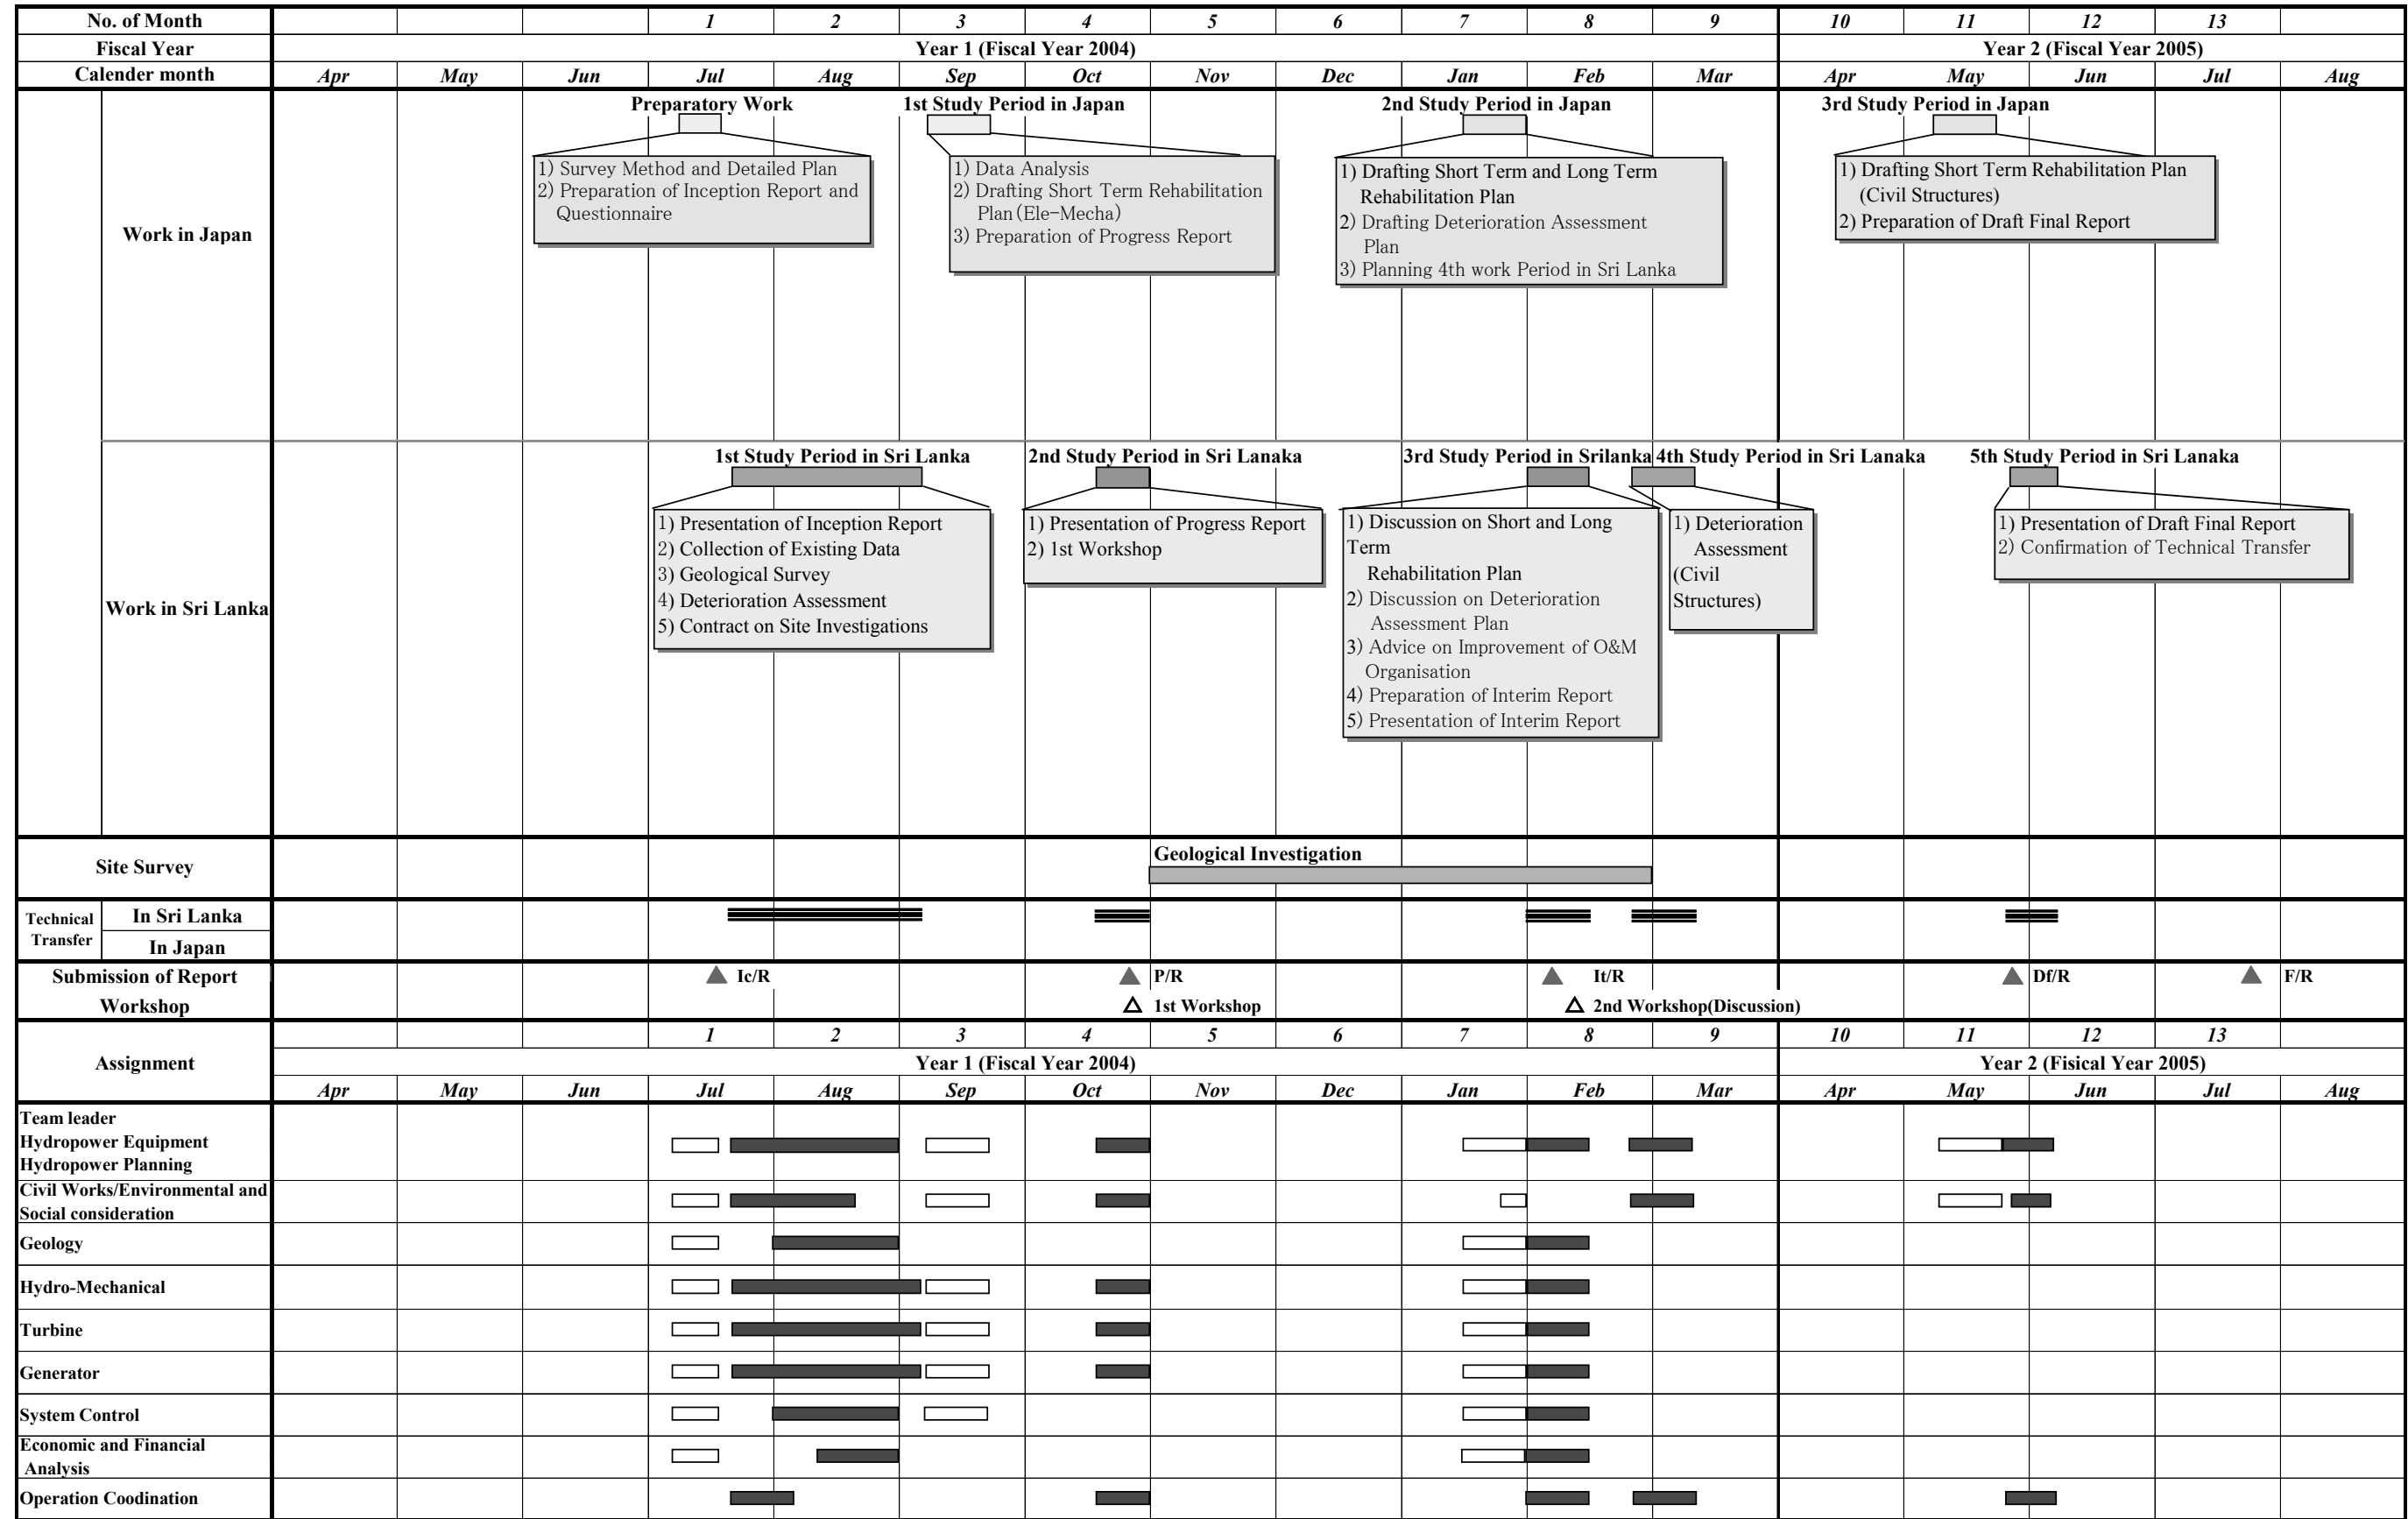 No. of Month 1 2 3 4 5 6 7 8 9 10 11 12 13
Fiscal Year Year 1 (Fiscal Year 2004) Year 2 (Fiscal Year 2005)
Calender month Apr May Jun Jul Aug Sep Oct Nov Dec Jan Feb Mar Apr May Jun Jul Aug
Work in Japan
Preparatory Work
1) Survey Method and Detailed Plan
2) Preparation of Inception Report and
Questionnaire
1st Study Period in Japan
1) Data Analysis
2) Drafting Short Term Rehabilitation
Plan(Ele-Mecha)
3) Preparation of Progress Report
2nd Study Period in Japan
1) Drafting Short Term and Long Term
Rehabilitation Plan
2) Drafting Deterioration Assessment
Plan
3) Planning 4th work Period in Sri Lanka
3rd Study Period in Japan
1) Drafting Short Term Rehabilitation Plan
(Civil Structures)
2) Preparation of Draft Final Report
Work in Sri Lanka
1st Study Period in Sri Lanaka
1) Presentation of Inception Report
2) Collection of Existing Data
3) Geological Survey
4) Deterioration Assessment
5) Contract on Site Investigations
2nd Study Period in Sri Lanaka
1) Presentation of Progress Report
2) 1st Workshop
3rd Study Period in Srilanka
1) Discussion on Short and Long
Term
Rehabilitation Plan
2) Discussion on Deterioration
Assessment Plan
3) Advice on Improvement of O&M
Organisation
4) Preparation of Interim Report
5) Presentation of Interim Report
4th Study Period in Sri Lanaka
1) Deterioration
Assessment
(Civil
Structures)
5th Study Period in Sri Lanaka
1) Presentation of Draft Final Report
2) Confirmation of Technical Transfer
Site Survey
Geological Investigation
Technical
Transfer
In Sri Lanka
In Japan
Submission of Report Ic/R P/R It/R Df/R F/R
Workshop 1st Workshop 2nd Workshop(Discussion)
Assignment
1 2 3 4 5 6 7 8 9 10 11 12 13
Year 1 (Fiscal Year 2004) Year 2 (Fisical Year 2005)
Apr May Jun Jul Aug Sep Oct Nov Dec Jan Feb Mar Apr May Jun Jul Aug
Team leader
Hydropower Equipment
Hydropower Planning
Civil Works/Environmental and
Social consideration
Geology
Hydro-Mechanical
Turbine
Generator
System Control
Economic and Financial
Analysis
Operation Coodination